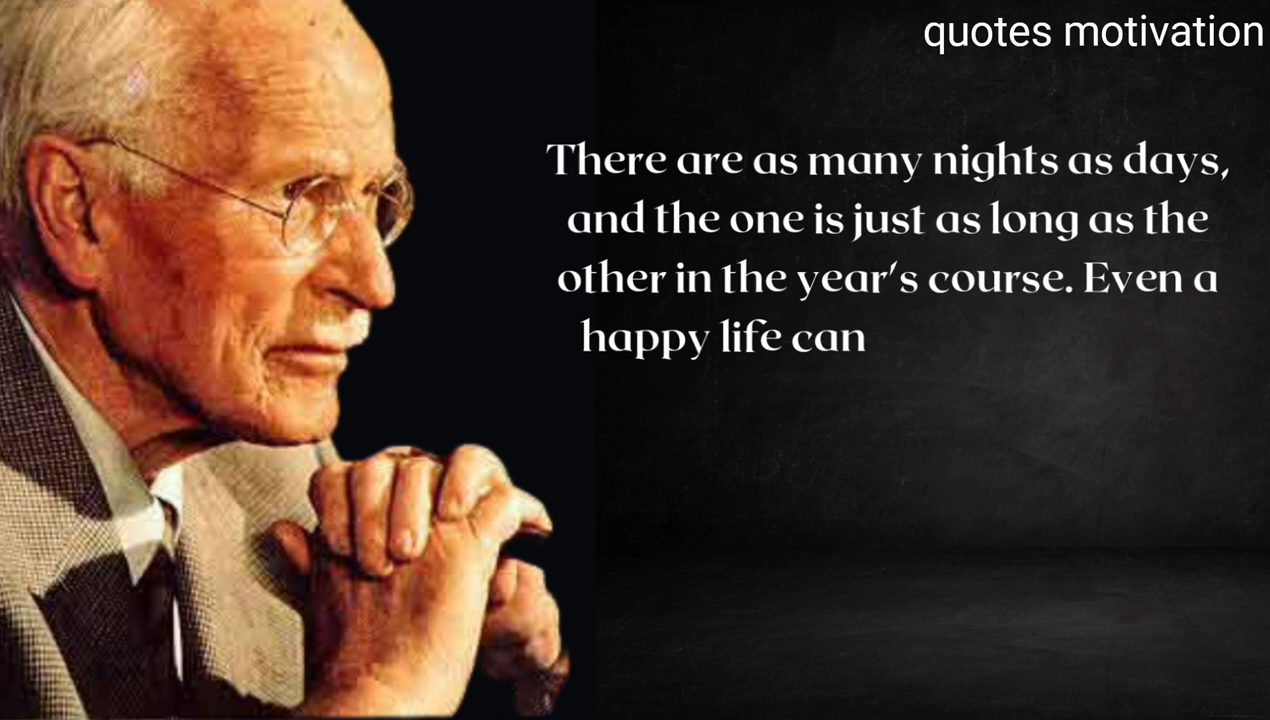 quotes motivation
There are as many nights as days,
and the one is just as long as the
other in the year's course. Even a
happy life can